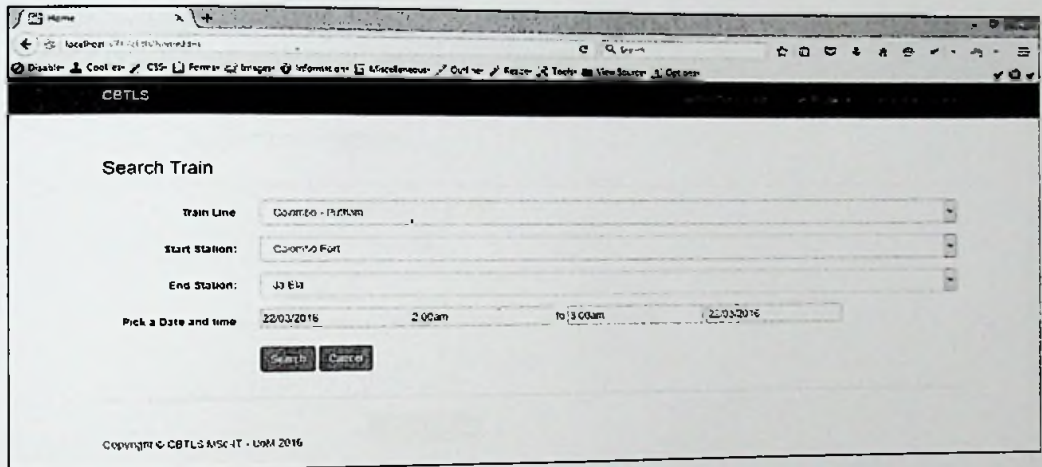 Home
localhost
Disable Cookies CSS Forms Images Information Miscellaneous Outline Resize Tools View Source Options
CBTLS
Search Train
Train Line Colombo - Puttlam
Start Station: Colombo Fort
End Station: Ja Ela
Pick a Date and time 22/03/2016 2:00am to 3:00am 22/03/2016
Search Cancel
Copyright © CBTLS MSc-IT - UoM 2016